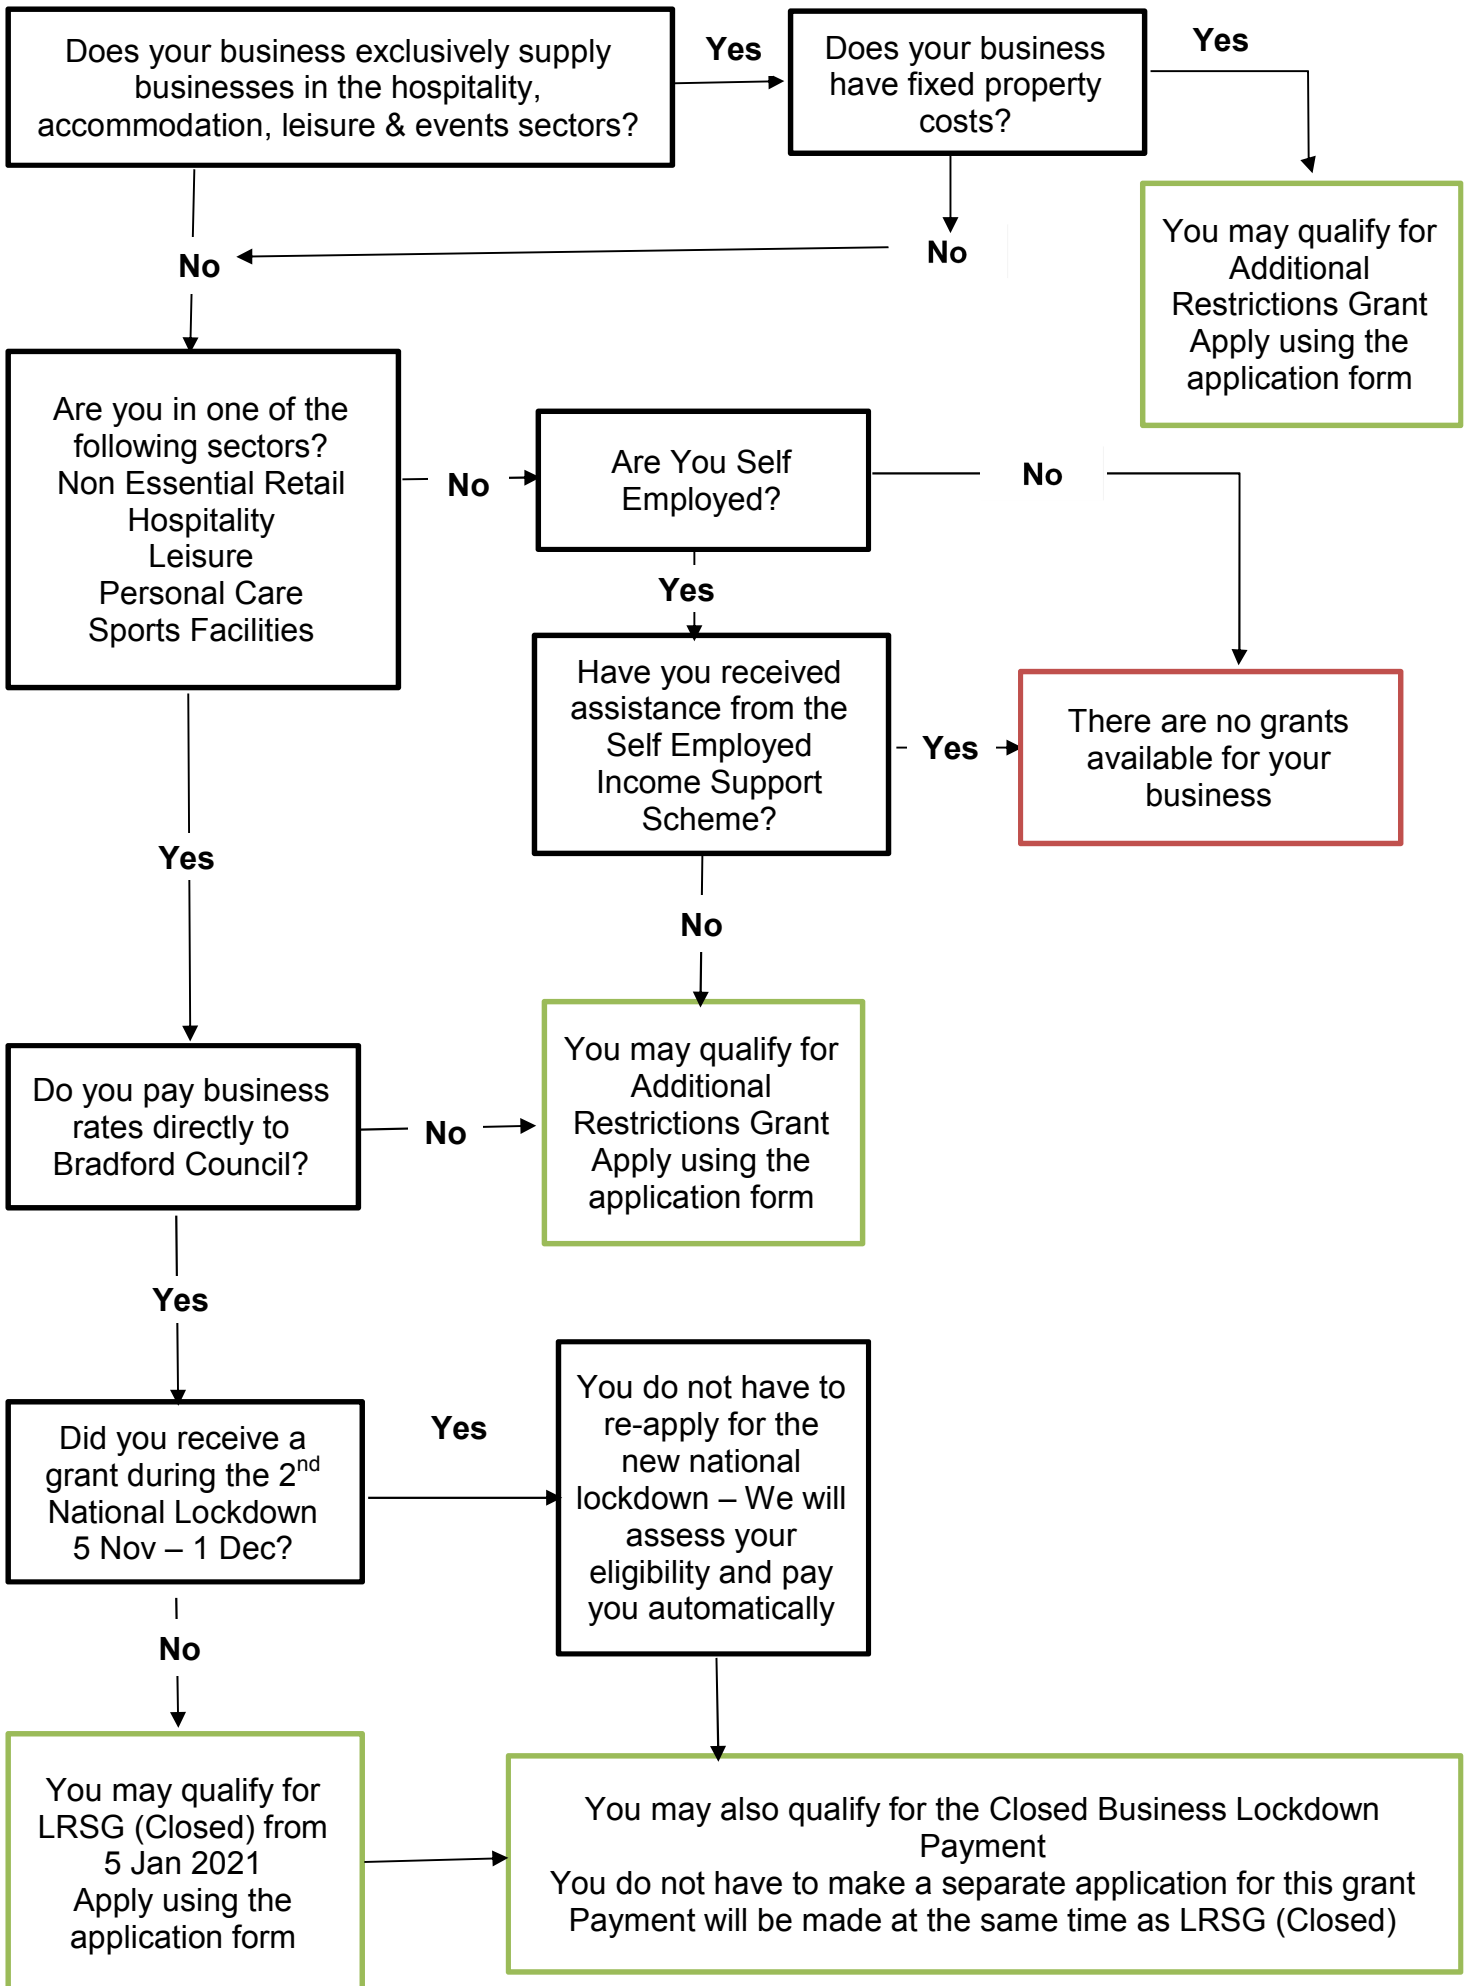 Does your business exclusively supply
businesses in the hospitality,
accommodation, leisure & events sectors?
Yes
Does your business
have fixed property
costs?
Yes
No
No
You may qualify for
Additional
Restrictions Grant
Apply using the
application form
Are you in one of the
following sectors?
Non Essential Retail
Hospitality
Leisure
Personal Care
Sports Facilities
No
Are You Self
Employed?
No
Yes
Have you received
assistance from the
Self Employed
Income Support
Scheme?
Yes
There are no grants
available for your
business
Yes
No
Do you pay business
rates directly to
Bradford Council?
No
You may qualify for
Additional
Restrictions Grant
Apply using the
application form
Yes
Did you receive a
grant during the 2nd
National Lockdown
5 Nov – 1 Dec?
Yes
You do not have to
re-apply for the
new national
lockdown – We will
assess your
eligibility and pay
you automatically
No
You may qualify for
LRSG (Closed) from
5 Jan 2021
Apply using the
application form
You may also qualify for the Closed Business Lockdown
Payment
You do not have to make a separate application for this grant
Payment will be made at the same time as LRSG (Closed)